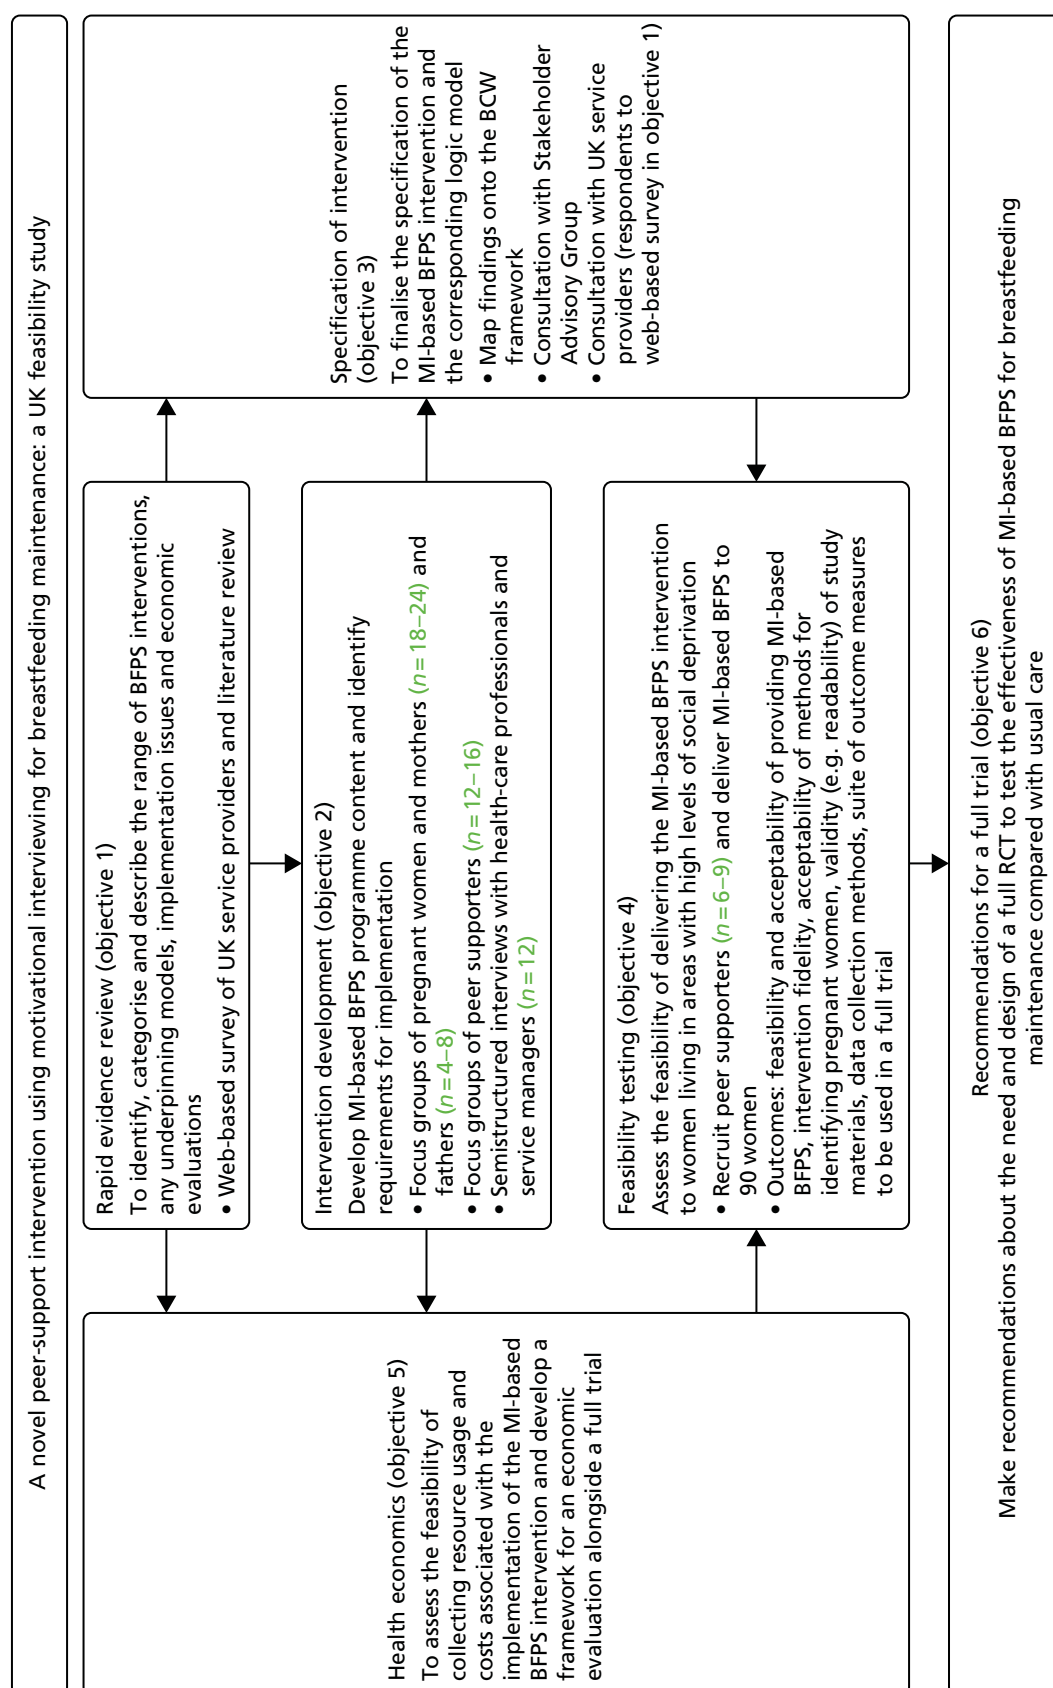 A novel peer-support intervention using motivational interviewing for breastfeeding maintenance: a UK feasibility study
Health economics (objective 5)
To assess the feasibility of
collecting resource usage and
costs associated with the
implementation of the MI-based
BFPS intervention and develop a
framework for an economic
evaluation alongside a full trial
Rapid evidence review (objective 1)
To identify, categorise and describe the range of BFPS interventions,
any underpinning models, implementation issues and economic
evaluations
• Web-based survey of UK service providers and literature review
Intervention development (objective 2)
Develop MI-based BFPS programme content and identify
requirements for implementation
• Focus groups of pregnant women and mothers (n=18–24) and
fathers (n=4–8)
• Focus groups of peer supporters (n=12–16)
• Semistructured interviews with health-care professionals and
service managers (n=12)
Feasibility testing (objective 4)
Assess the feasibility of delivering the MI-based BFPS intervention
to women living in areas with high levels of social deprivation
• Recruit peer supporters (n=6–9) and deliver MI-based BFPS to
90 women
• Outcomes: feasibility and acceptability of providing MI-based
BFPS, intervention fidelity, acceptability of methods for
identifying pregnant women, validity (e.g. readability) of study
materials, data collection methods, suite of outcome measures
to be used in a full trial
Specification of intervention
(objective 3)
To finalise the specification of the
MI-based BFPS intervention and
the corresponding logic model
• Map findings onto the BCW
framework
• Consultation with Stakeholder
Advisory Group
• Consultation with UK service
providers (respondents to
web-based survey in objective 1)
Recommendations for a full trial (objective 6)
Make recommendations about the need and design of a full RCT to test the effectiveness of MI-based BFPS for breastfeeding
maintenance compared with usual care